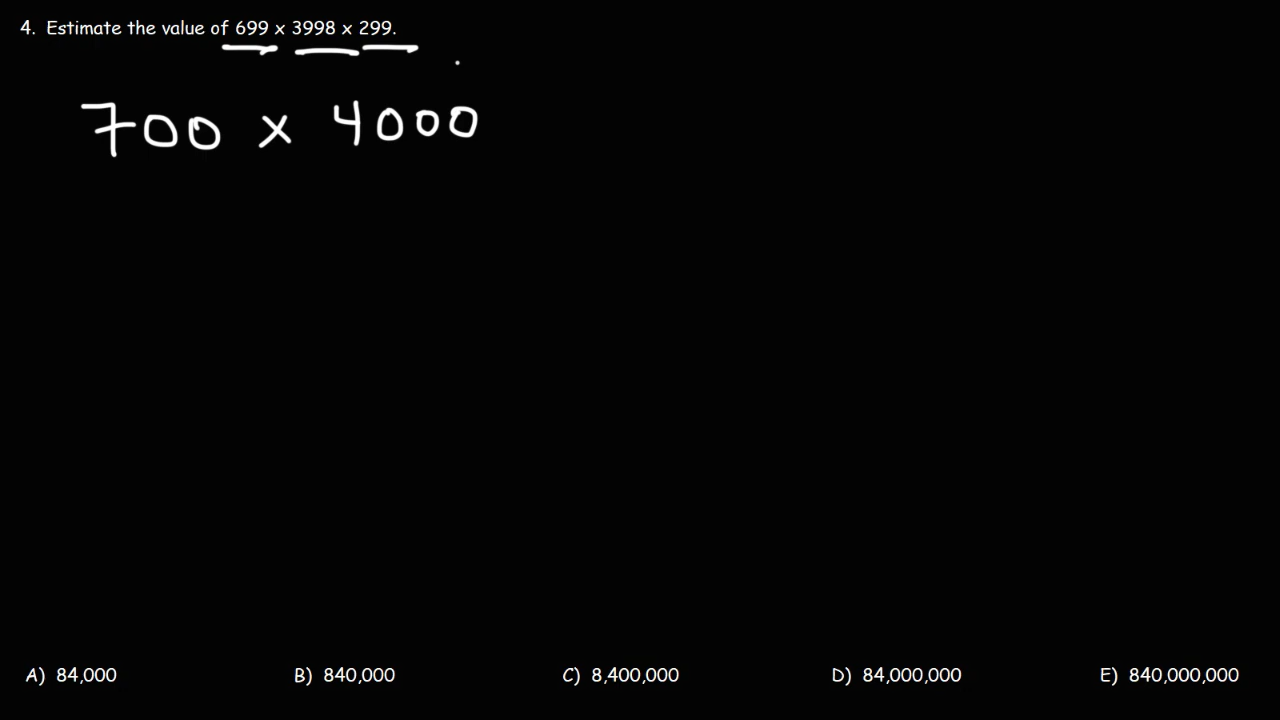 4. Estimate the value of 699 x 3998 x 299.
700 x 4000
A) 84,000 B) 840,000 C) 8,400,000 D) 84,000,000 E) 840,000,000